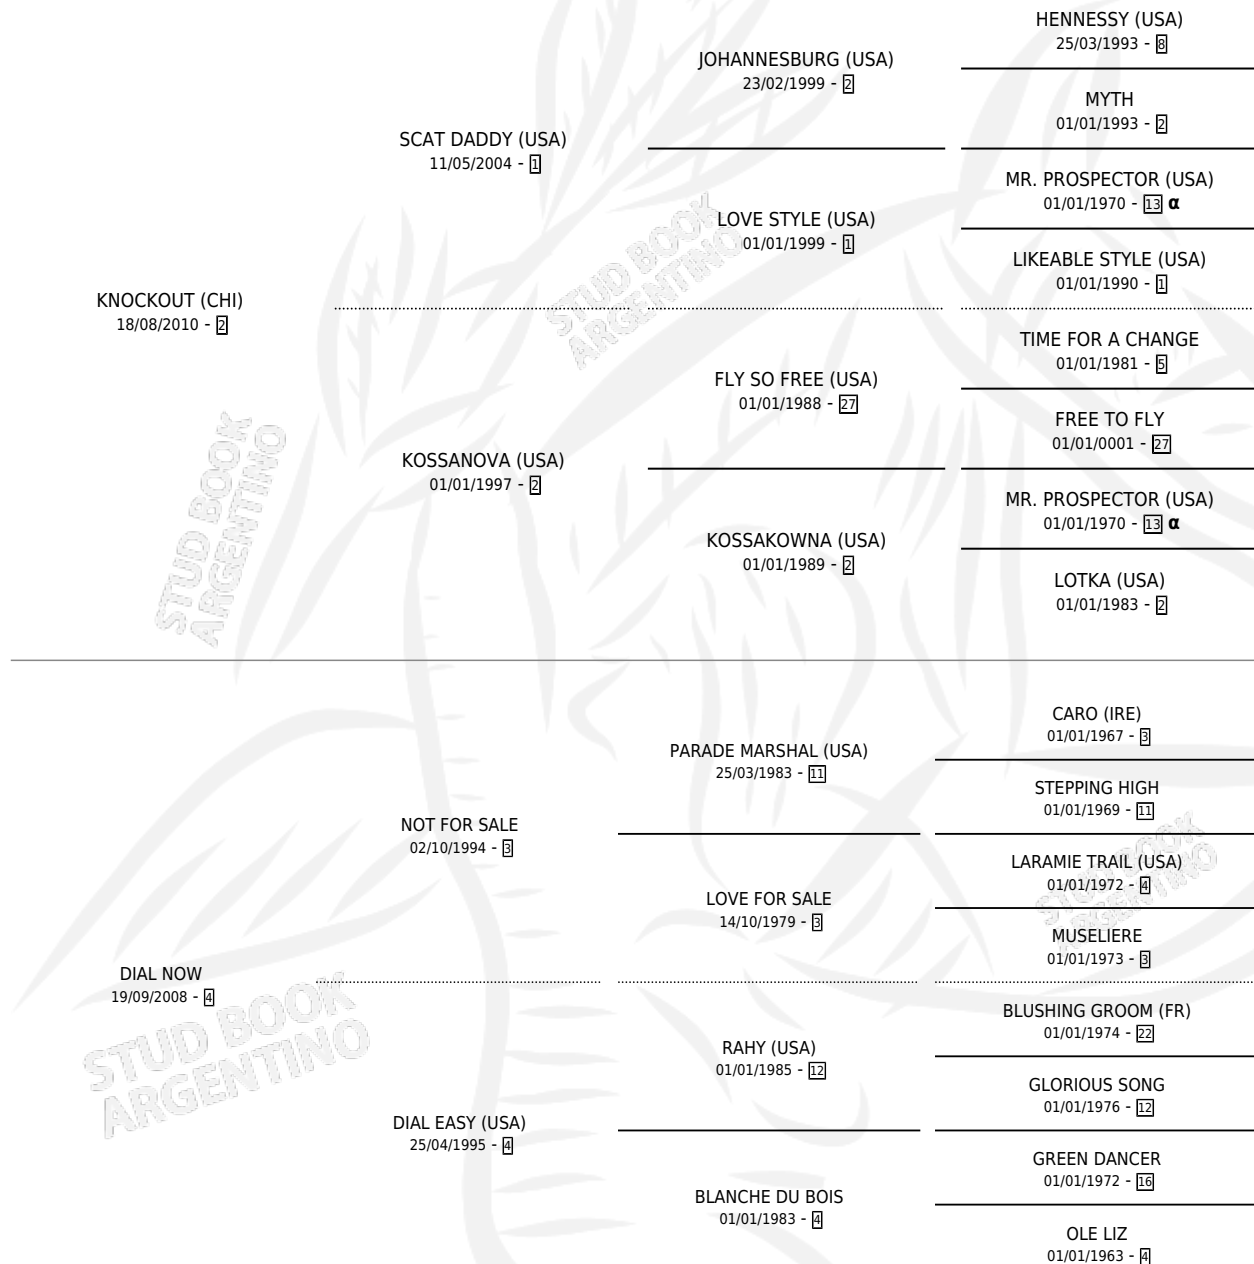 HENNESSY (USA)
25/03/1993 - 8
JOHANNESBURG (USA)
23/02/1999 - 2
MYTH
01/01/1993 - 2
SCAT DADDY (USA)
11/05/2004 - 1
MR. PROSPECTOR (USA)
01/01/1970 - 13 α
LOVE STYLE (USA)
01/01/1999 - 1
LIKEABLE STYLE (USA)
01/01/1990 - 1
KNOCKOUT (CHI)
18/08/2010 - 2
TIME FOR A CHANGE
01/01/1981 - 5
FLY SO FREE (USA)
01/01/1988 - 27
FREE TO FLY
01/01/0001 - 27
KOSSANOVA (USA)
01/01/1997 - 2
MR. PROSPECTOR (USA)
01/01/1970 - 13 α
KOSSAKOWNA (USA)
01/01/1989 - 2
LOTKA (USA)
01/01/1983 - 2
CARO (IRE)
01/01/1967 - 3
PARADE MARSHAL (USA)
25/03/1983 - 11
STEPPING HIGH
01/01/1969 - 11
NOT FOR SALE
02/10/1994 - 3
LARAMIE TRAIL (USA)
01/01/1972 - 4
LOVE FOR SALE
14/10/1979 - 3
MUSELIERE
01/01/1973 - 3
DIAL NOW
19/09/2008 - 4
BLUSHING GROOM (FR)
01/01/1974 - 22
RAHY (USA)
01/01/1985 - 12
GLORIOUS SONG
01/01/1976 - 12
DIAL EASY (USA)
25/04/1995 - 4
GREEN DANCER
01/01/1972 - 16
BLANCHE DU BOIS
01/01/1983 - 4
OLE LIZ
01/01/1963 - 4
STUD BOOK
ARGENTINO
STUD BOOK
ARGENTINO
STUD BOOK
ARGENTINO
STUD BOOK
ARGENTINO